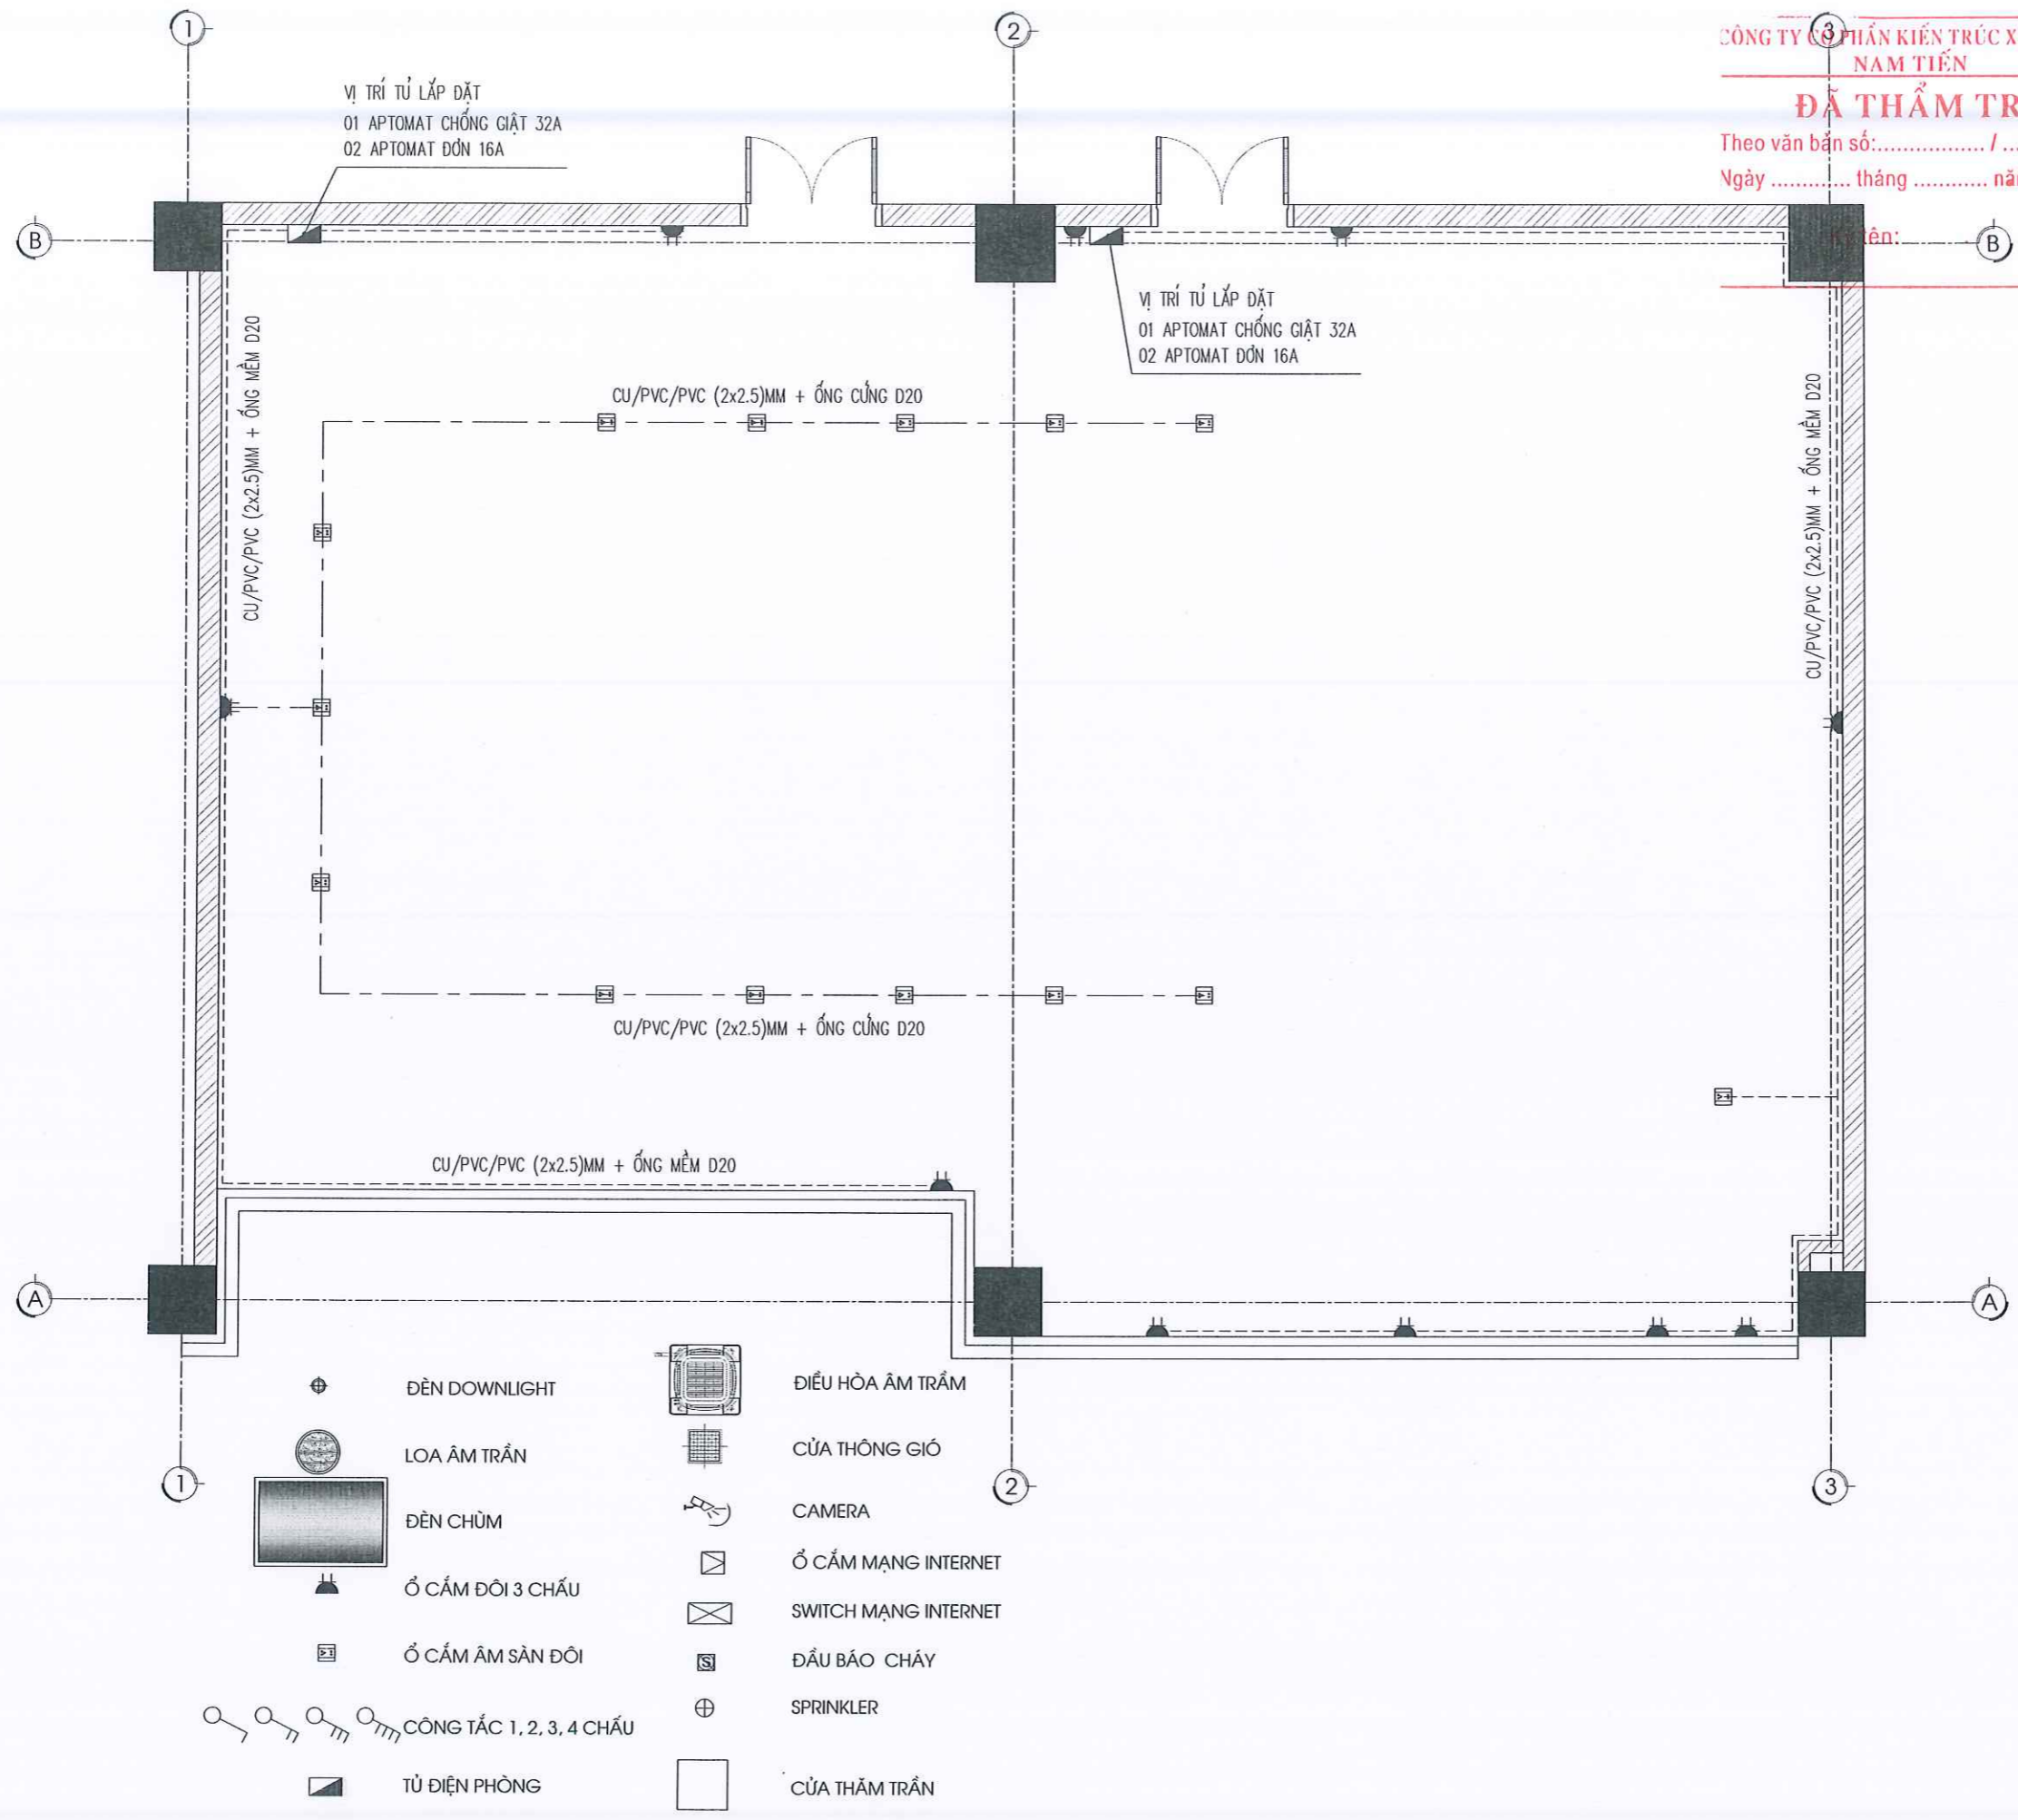 1
2
3
CÔNG TY CỔ PHẦN KIẾN TRÚC X
NAM TIẾN
ĐÃ THẨM TR
Theo văn bản số:................. / ...
Ngày ............ tháng ........... nă
tên:
VỊ TRÍ TỦ LẮP ĐẶT
01 APTOMAT CHỐNG GIẬT 32A
02 APTOMAT ĐƠN 16A
B
B
VỊ TRÍ TỦ LẮP ĐẶT
01 APTOMAT CHỐNG GIẬT 32A
02 APTOMAT ĐƠN 16A
CU/PVC/PVC (2x2.5)MM + ỐNG MỀM D20
CU/PVC/PVC (2x2.5)MM + ỐNG CỨNG D20
CU/PVC/PVC (2x2.5)MM + ỐNG MỀM D20
CU/PVC/PVC (2x2.5)MM + ỐNG CỨNG D20
CU/PVC/PVC (2x2.5)MM + ỐNG MỀM D20
A
A
1
2
3
ĐÈN DOWNLIGHT
LOA ÂM TRẦN
ĐÈN CHÙM
Ổ CẮM ĐÔI 3 CHẤU
Ổ CẮM ÂM SÀN ĐÔI
CÔNG TẮC 1, 2, 3, 4 CHẤU
TỦ ĐIỆN PHÒNG
ĐIỀU HÒA ÂM TRẦM
CỬA THÔNG GIÓ
CAMERA
Ổ CẮM MẠNG INTERNET
SWITCH MẠNG INTERNET
S
ĐẦU BÁO CHÁY
SPRINKLER
CỬA THĂM TRẦN